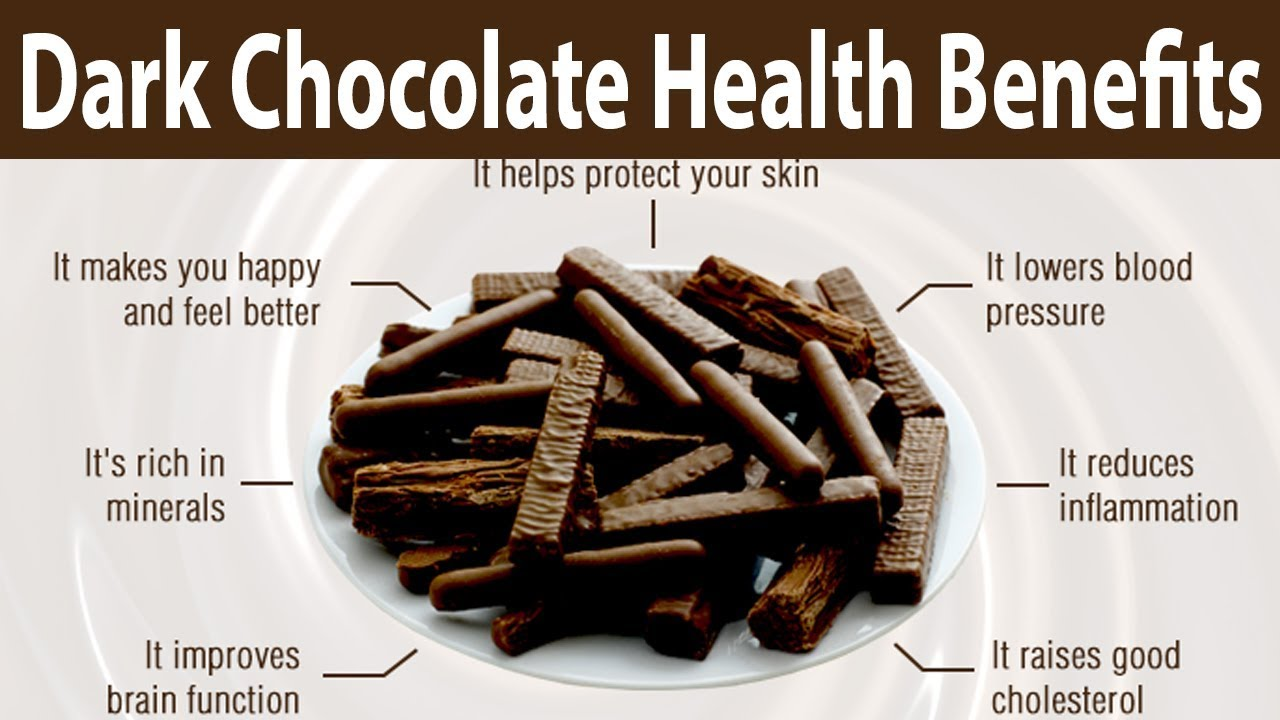 Dark Chocolate Health Benefits
It helps protect your skin
It makes you happy
and feel better
It lowers blood
pressure
It's rich in
minerals
It reduces
inflammation
It improves
brain function
It raises good
cholesterol